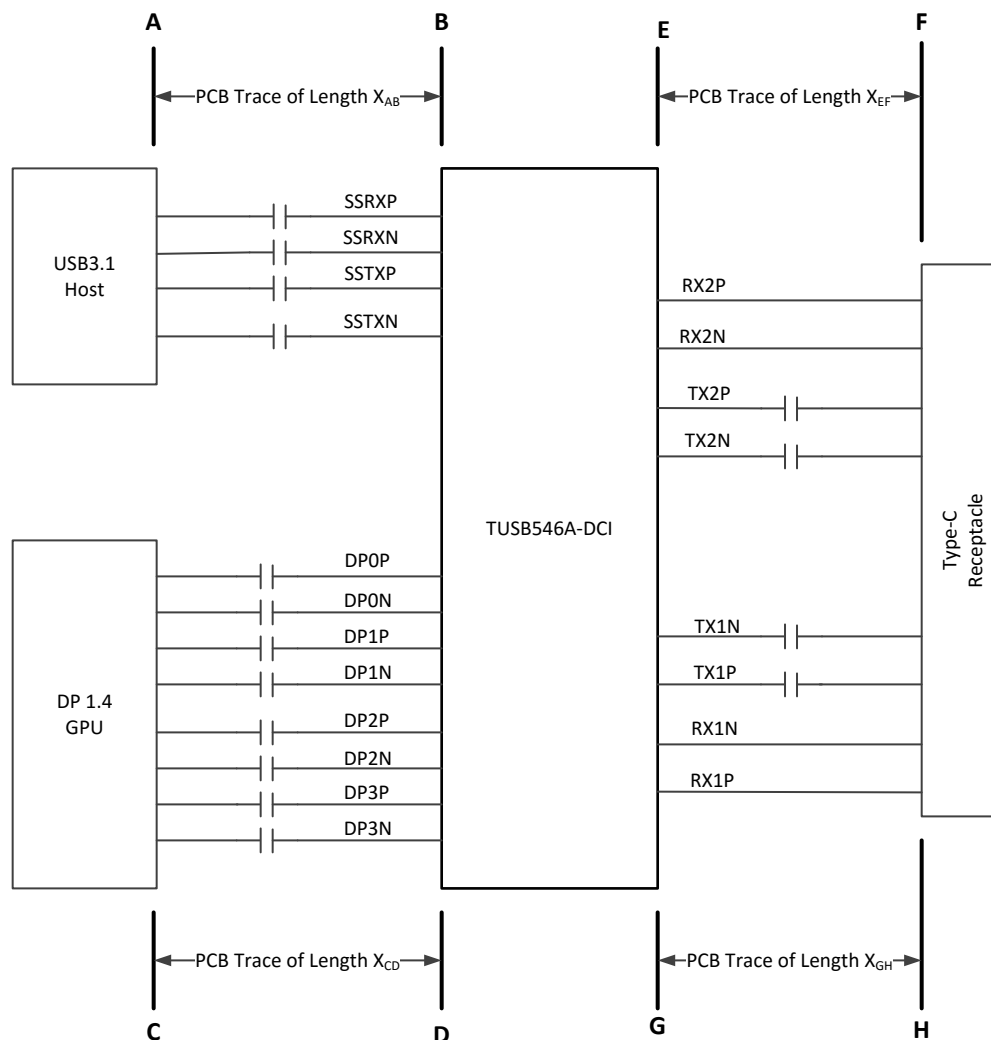 A
B
E
F
PCB Trace of Length XAB
PCB Trace of Length XEF
USB3.1
Host
SSRXP
SSRXN
SSTXP
SSTXN
RX2P
RX2N
TX2P
TX2N
TUSB546A-DCI
Type-C
Receptacle
DP 1.4
GPU
DP0P
DP0N
DP1P
DP1N
DP2P
DP2N
DP3P
DP3N
TX1N
TX1P
RX1N
RX1P
PCB Trace of Length XCD
PCB Trace of Length XGH
C
D
G
H